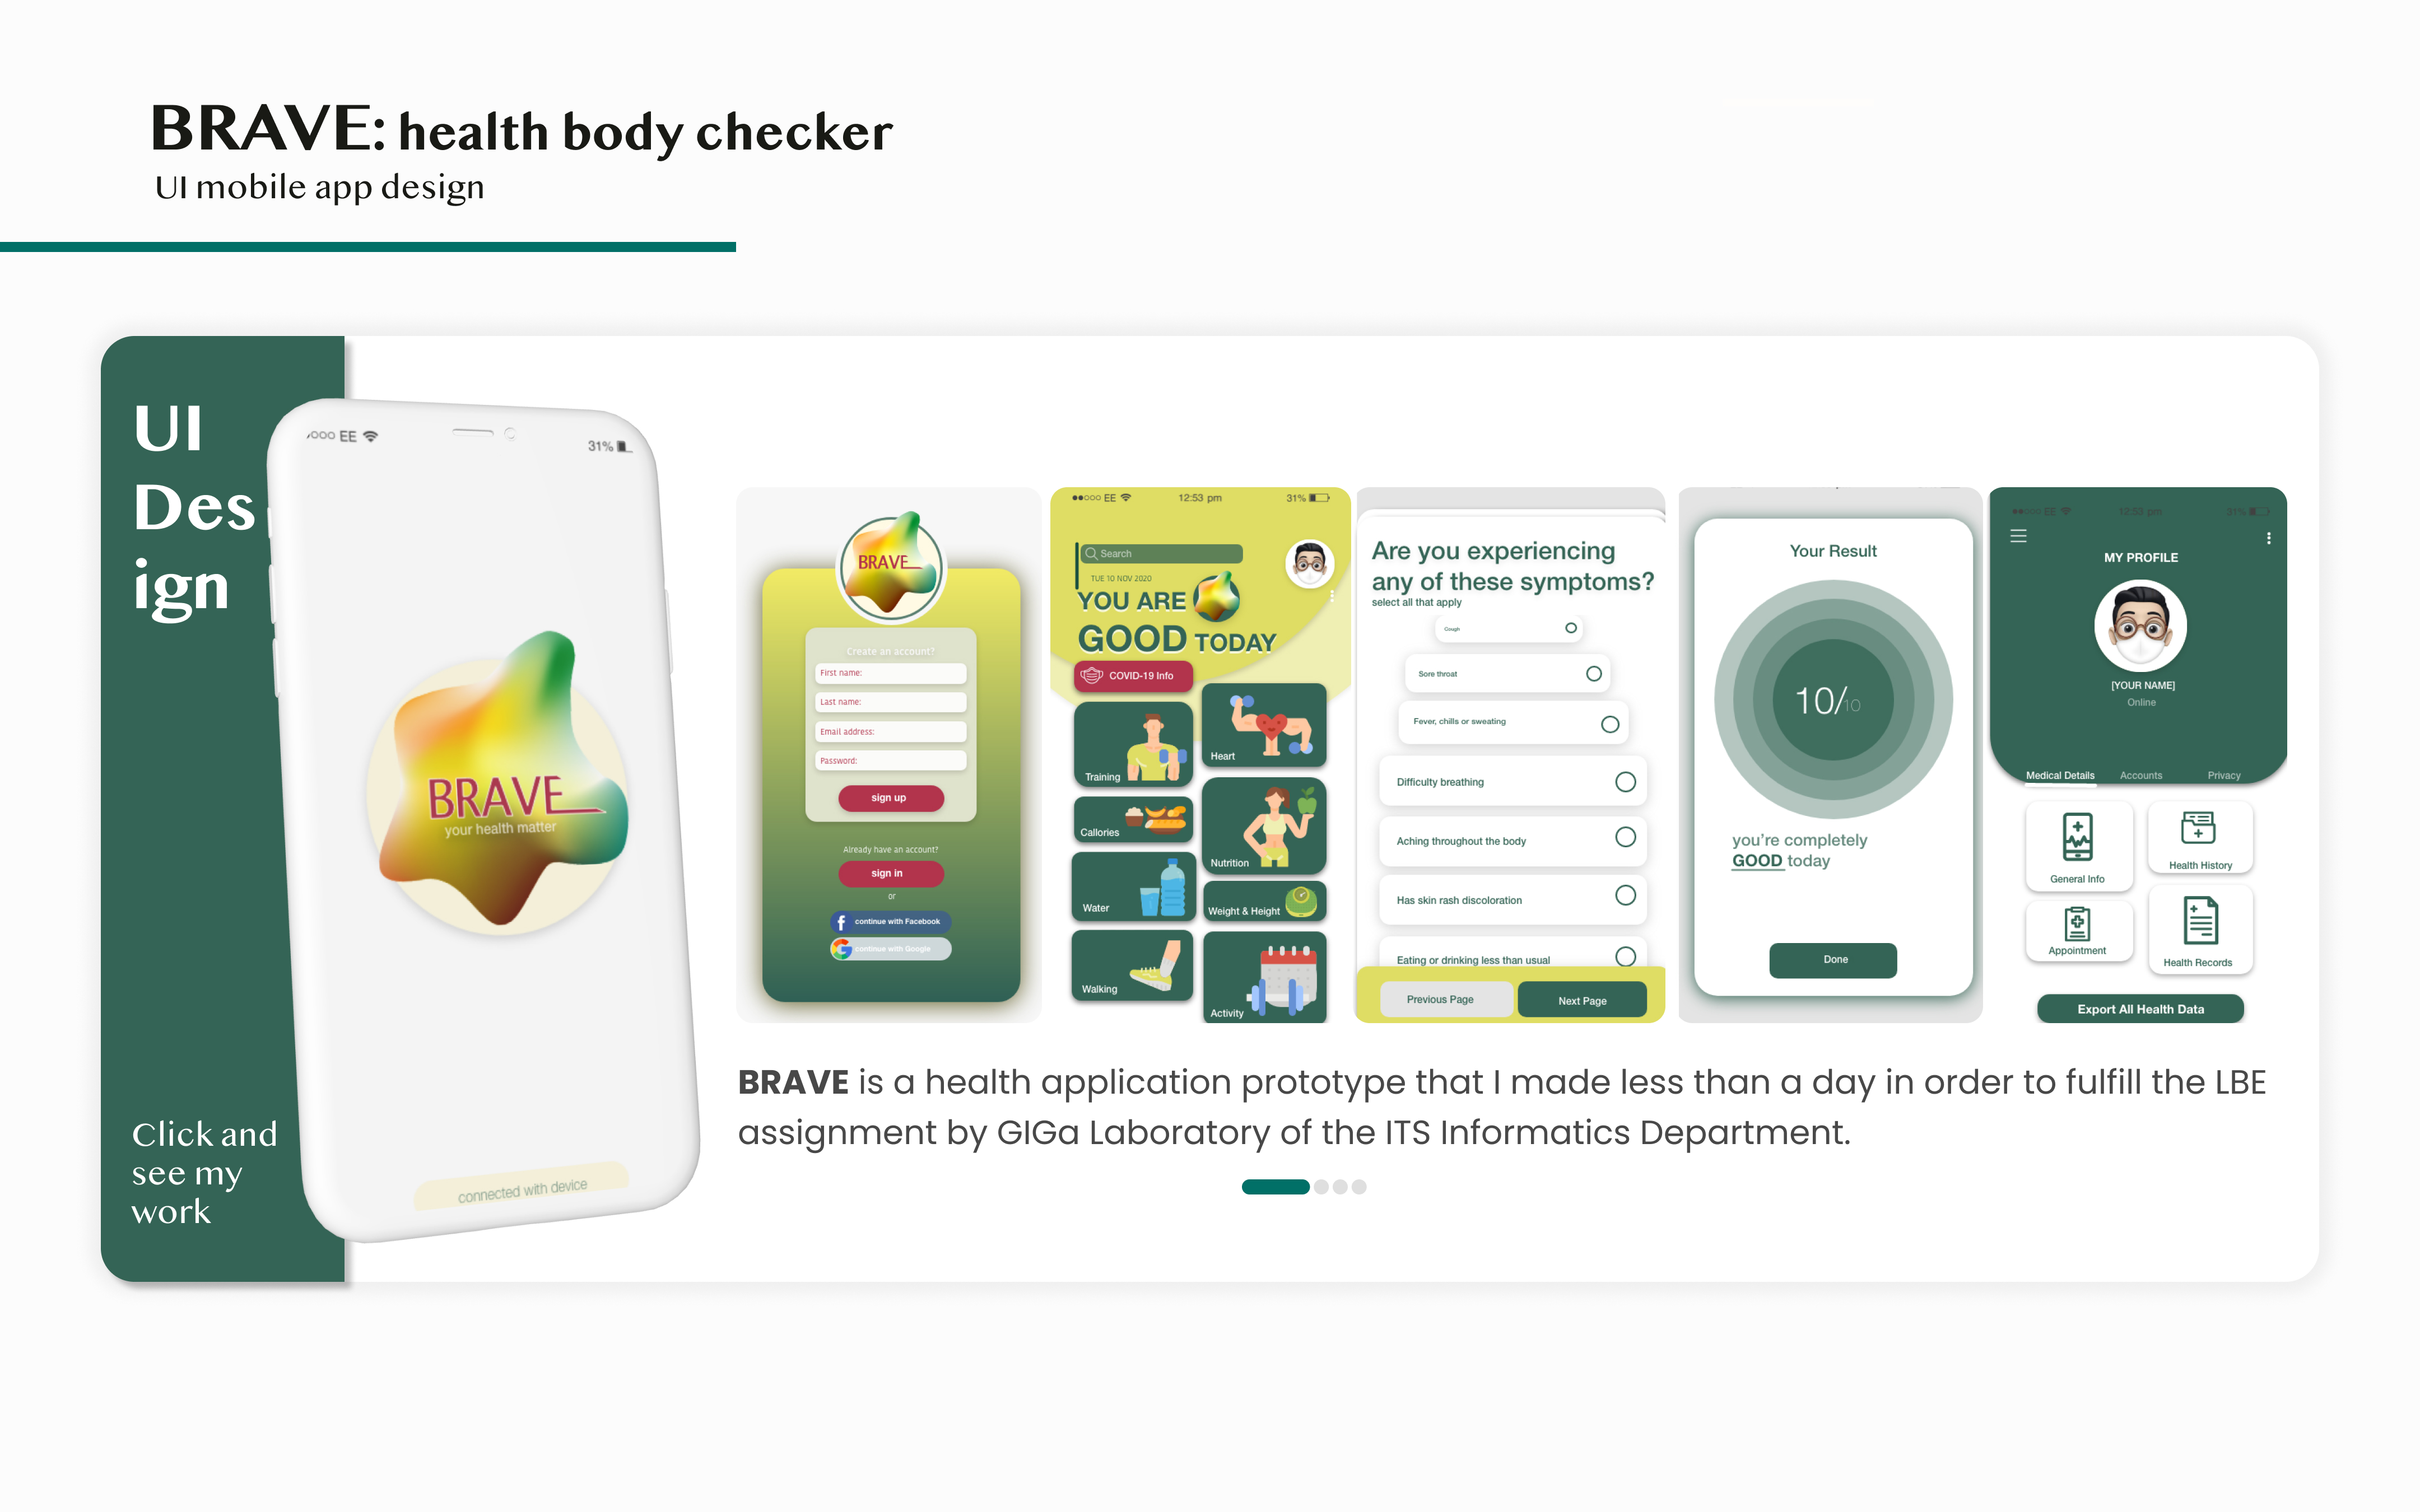 BRAVE: health body checker
UI mobile app design
UI
Des
ign
Click and
see my
work
EE
31%
BRAVE
your health matter
connected with device
BRAVE
Create an account?
First name:
Last name:
Email address:
Password:
sign up
Already have an account?
sign in
or
continue with Facebook
continue with Google
EE 12:53 pm 31%
Search
TUE 10 NOV 2020
YOU ARE
GOOD TODAY
COVID-19 Info
Training
Heart
Callories
Nutrition
Water
Weight & Height
Walking
Activity
Are you experiencing
any of these symptoms?
select all that apply
Cough
Sore throat
Fever, chills or sweating
Difficulty breathing
Aching throughout the body
Has skin rash discoloration
Eating or drinking less than usual
Previous Page
Next Page
Your Result
10/10
you're completely
GOOD today
Done
EE 12:53 pm 31%
MY PROFILE
[YOUR NAME]
Online
Medical Details Accounts Privacy
General Info
Health History
Appointment
Health Records
Export All Health Data
BRAVE is a health application prototype that I made less than a day in order to fulfill the LBE
assignment by GIGa Laboratory of the ITS Informatics Department.